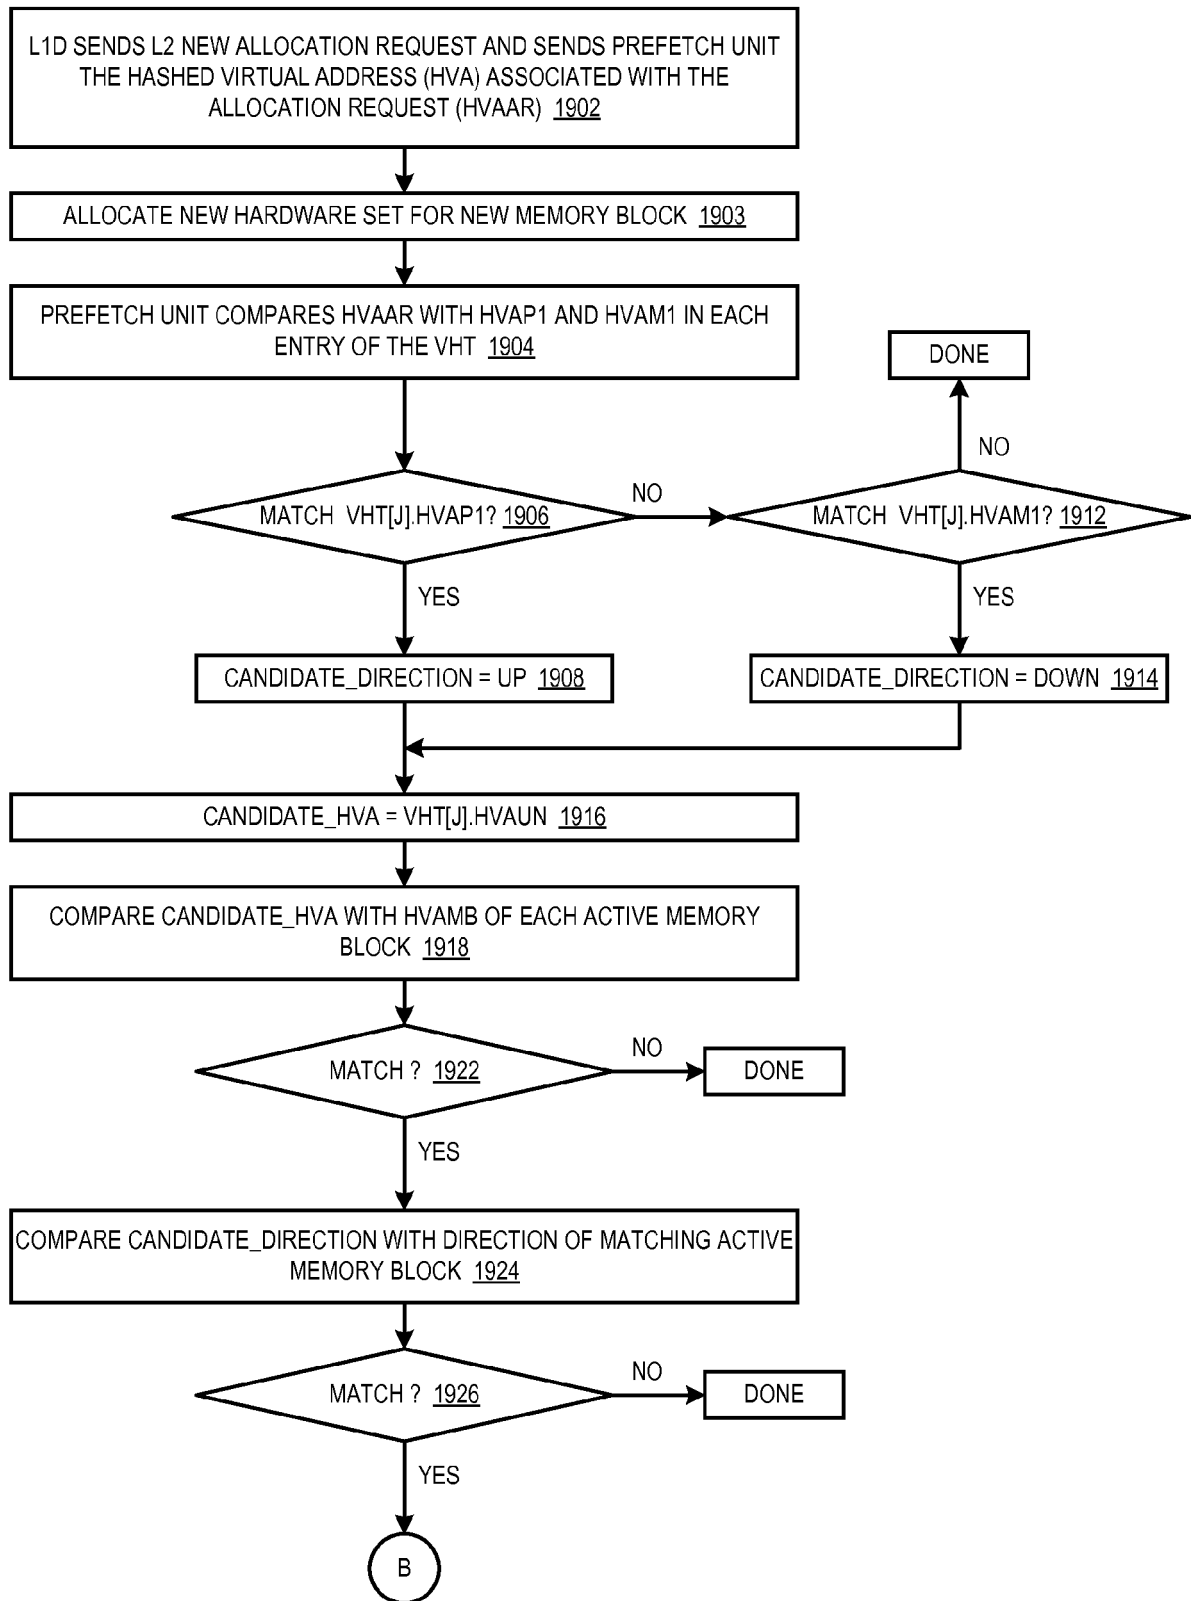 L1D SENDS L2 NEW ALLOCATION REQUEST AND SENDS PREFETCH UNIT
THE HASHED VIRTUAL ADDRESS (HVA) ASSOCIATED WITH THE
ALLOCATION REQUEST (HVAAR) 1902
ALLOCATE NEW HARDWARE SET FOR NEW MEMORY BLOCK 1903
PREFETCH UNIT COMPARES HVAAR WITH HVAP1 AND HVAM1 IN EACH
ENTRY OF THE VHT 1904
DONE
NO
MATCH VHT[J].HVAP1? 1906
NO
MATCH VHT[J].HVAM1? 1912
YES
YES
CANDIDATE_DIRECTION = UP 1908
CANDIDATE_DIRECTION = DOWN 1914
CANDIDATE_HVA = VHT[J].HVAUN 1916
COMPARE CANDIDATE_HVA WITH HVAMB OF EACH ACTIVE MEMORY
BLOCK 1918
MATCH ? 1922
NO
DONE
YES
COMPARE CANDIDATE_DIRECTION WITH DIRECTION OF MATCHING ACTIVE
MEMORY BLOCK 1924
MATCH ? 1926
NO
DONE
YES
B